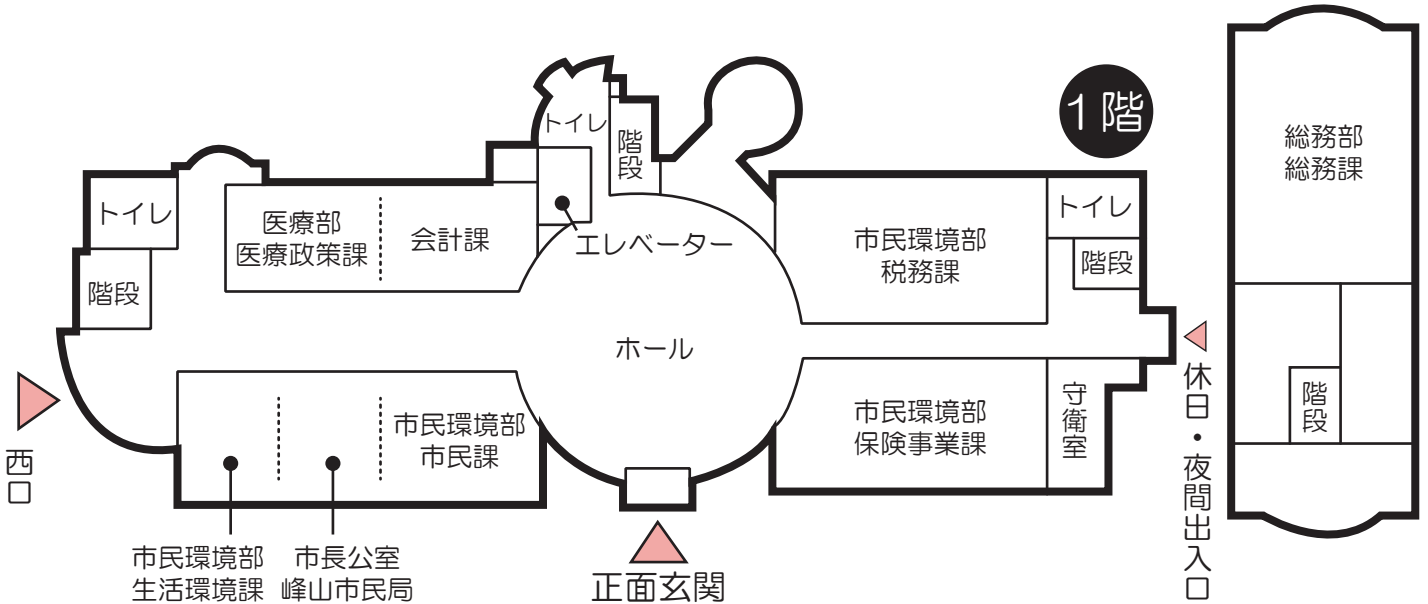 1階
トイレ
階段
トイレ
階段
医療部
医療政策課
会計課
エレベーター
市民環境部
税務課
トイレ
階段
ホール
市民環境部
市民課
市民環境部
保険事業課
守衛室
西口
市民環境部
生活環境課
市長公室
峰山市民局
正面玄関
休日・夜間出入口
総務部
総務課
階段